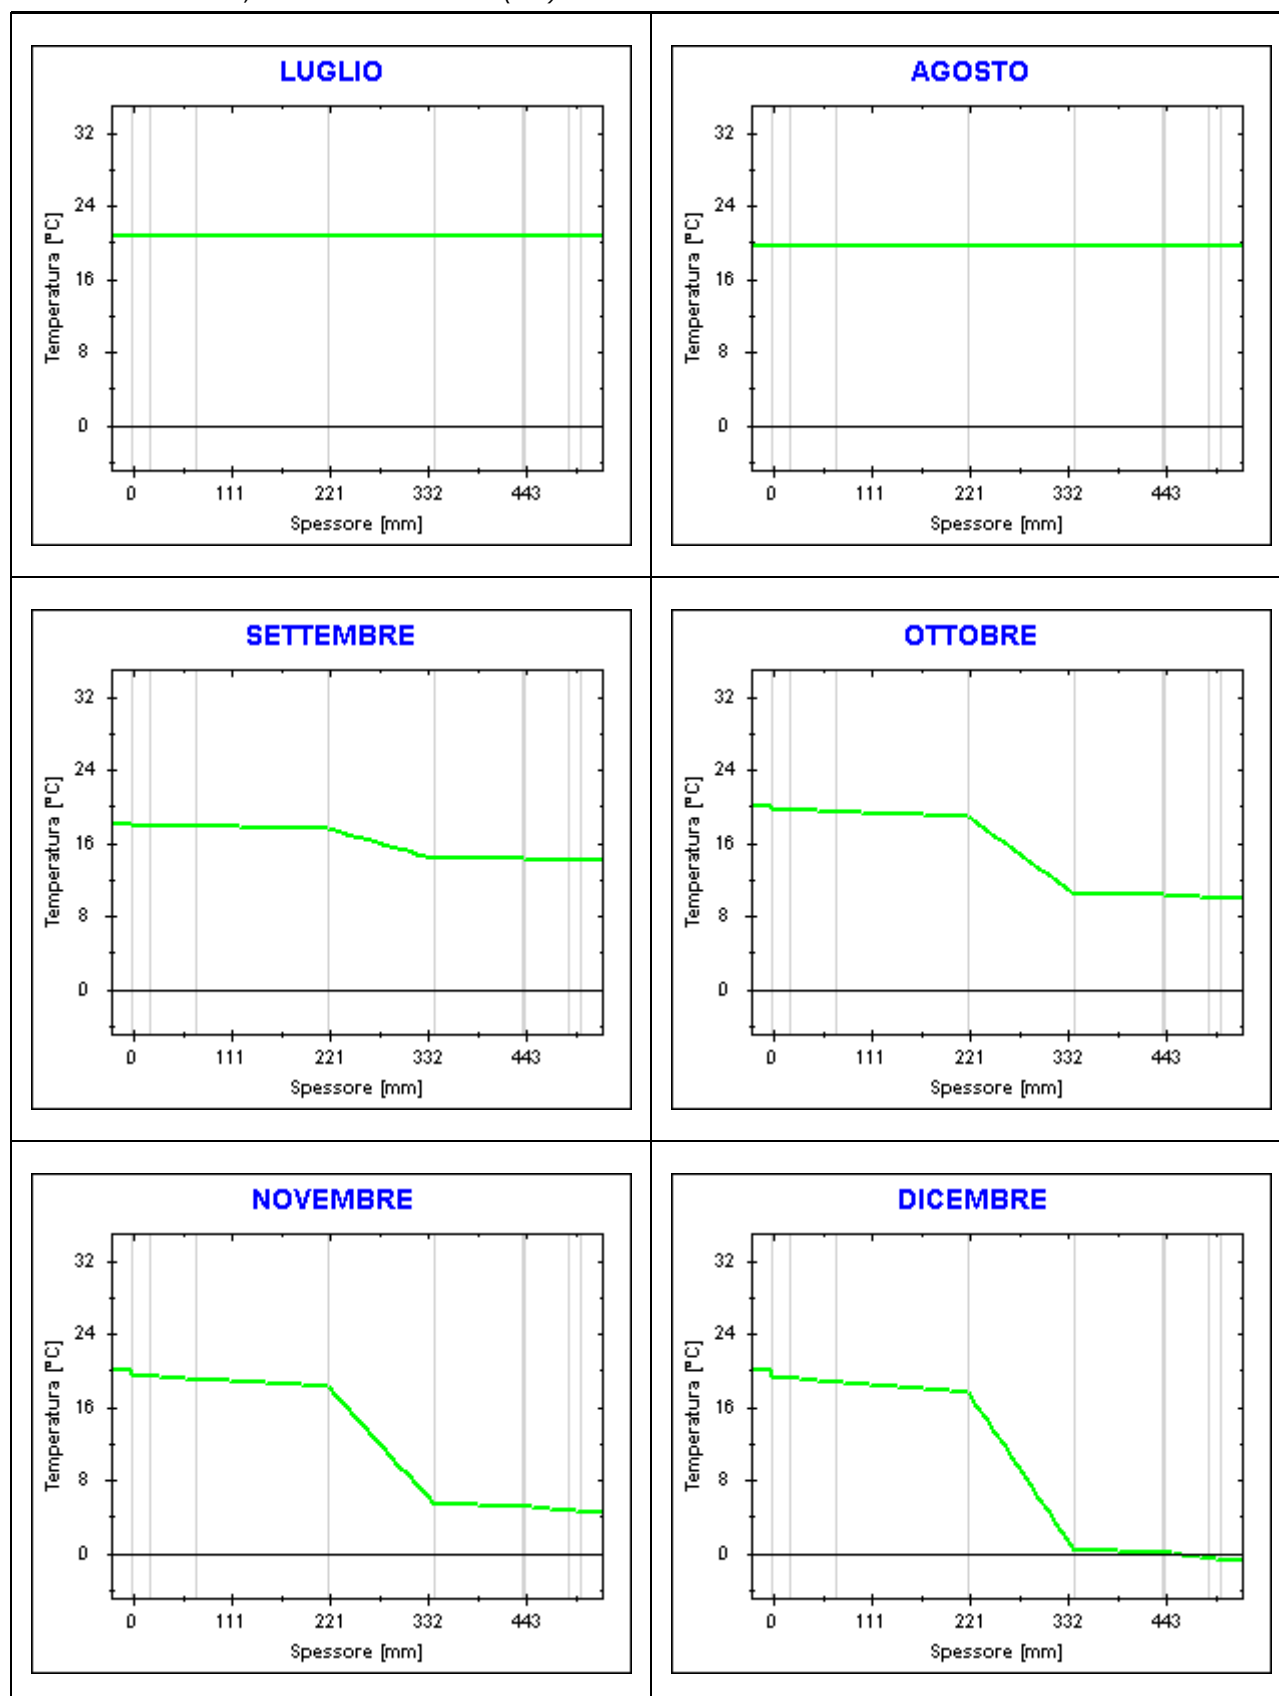 LUGLIO
32
24
16
8
0
Temperatura [°C]
0 111 221 332 443
Spessore [mm]
AGOSTO
32
24
16
8
0
Temperatura [°C]
0 111 221 332 443
Spessore [mm]
SETTEMBRE
32
24
16
8
0
Temperatura [°C]
0 111 221 332 443
Spessore [mm]
OTTOBRE
32
24
16
8
0
Temperatura [°C]
0 111 221 332 443
Spessore [mm]
NOVEMBRE
32
24
16
8
0
Temperatura [°C]
0 111 221 332 443
Spessore [mm]
DICEMBRE
32
24
16
8
0
Temperatura [°C]
0 111 221 332 443
Spessore [mm]